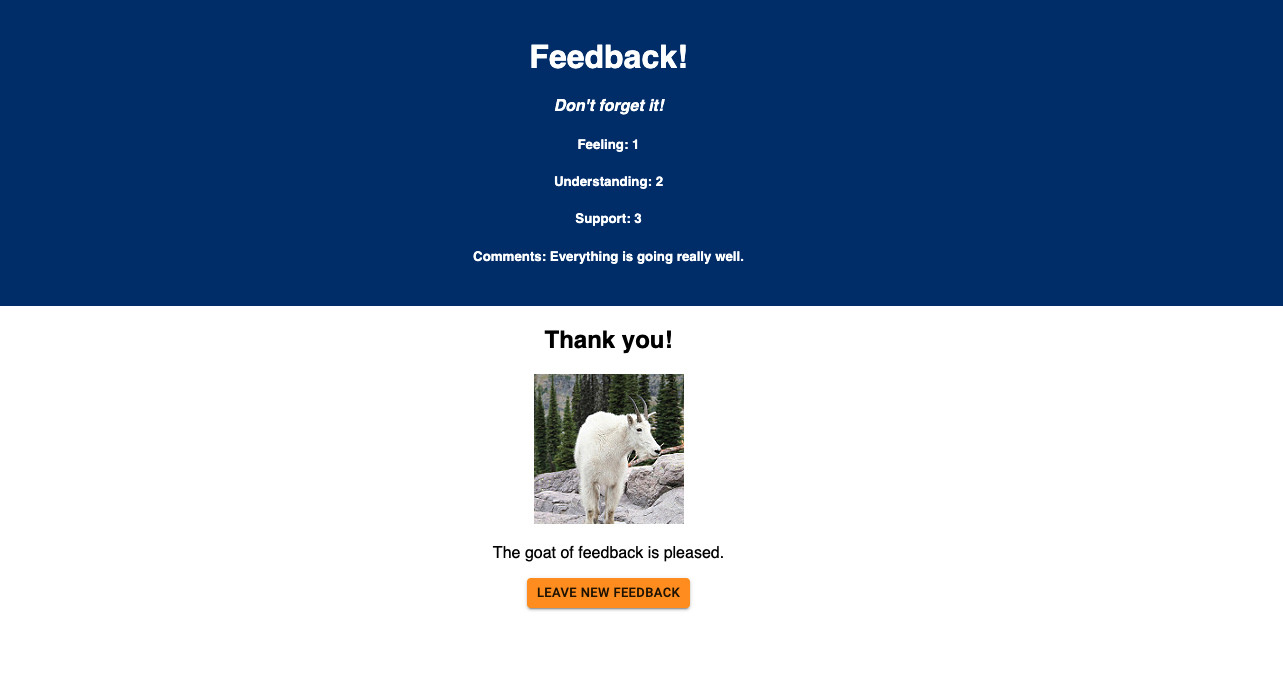 Feedback!
Don't forget it!
Feeling: 1
Understanding: 2
Support: 3
Comments: Everything is going really well.
Thank you!
The goat of feedback is pleased.
LEAVE NEW FEEDBACK